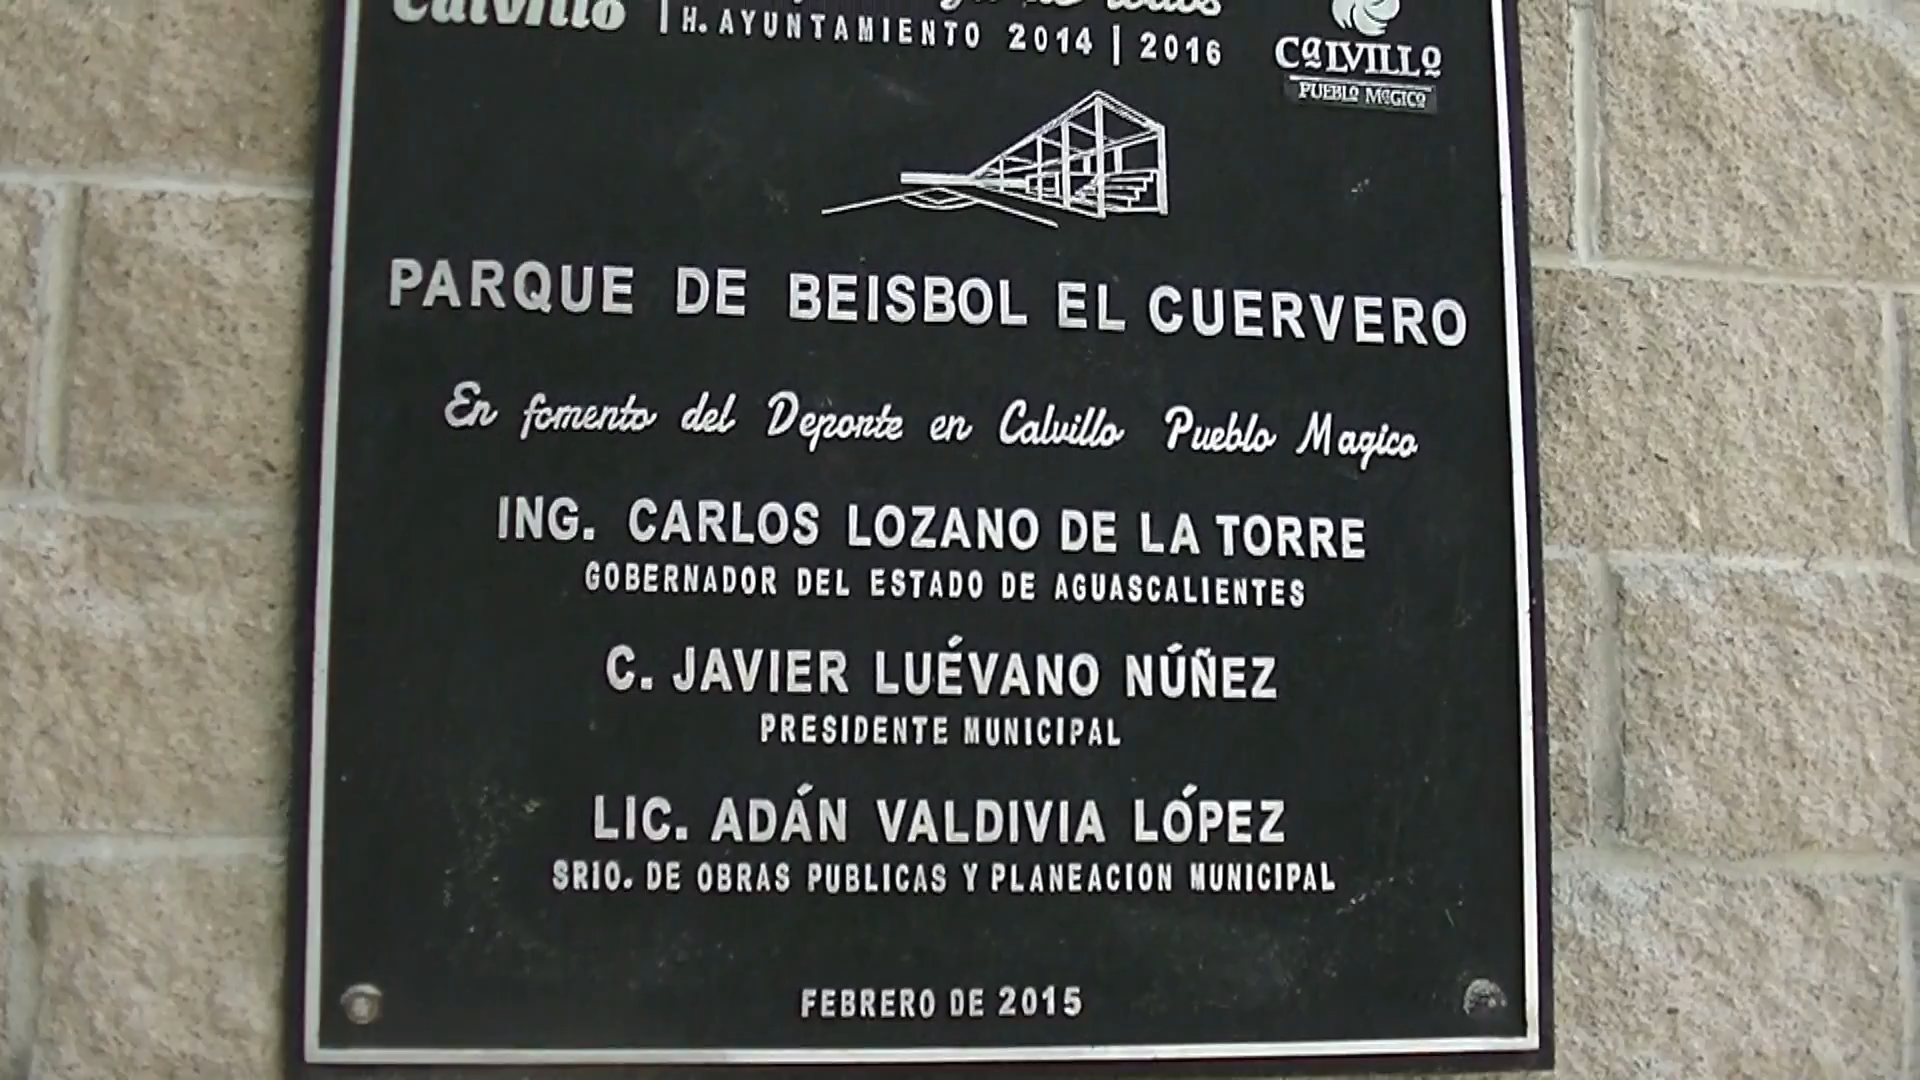 Calvillo
todos
H. AYUNTAMIENTO 2014 | 2016
CALVILLO
PUEBLO MAGICO
PARQUE DE BEISBOL EL CUERVERO
En fomento del Deporte en Calvillo Pueblo Magico
ING. CARLOS LOZANO DE LA TORRE
GOBERNADOR DEL ESTADO DE AGUASCALIENTES
C. JAVIER LUÉVANO NÚÑEZ
PRESIDENTE MUNICIPAL
LIC. ADÁN VALDIVIA LÓPEZ
SRIO. DE OBRAS PUBLICAS Y PLANEACION MUNICIPAL
FEBRERO DE 2015